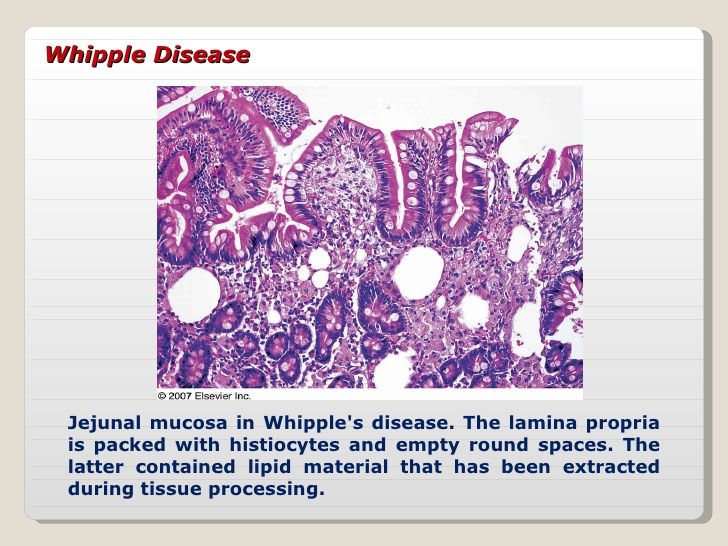 Whipple Disease
© 2007 Elsevier Inc.
Jejunal mucosa in Whipple's disease. The lamina propria
is packed with histiocytes and empty round spaces. The
latter contained lipid material that has been extracted
during tissue processing.